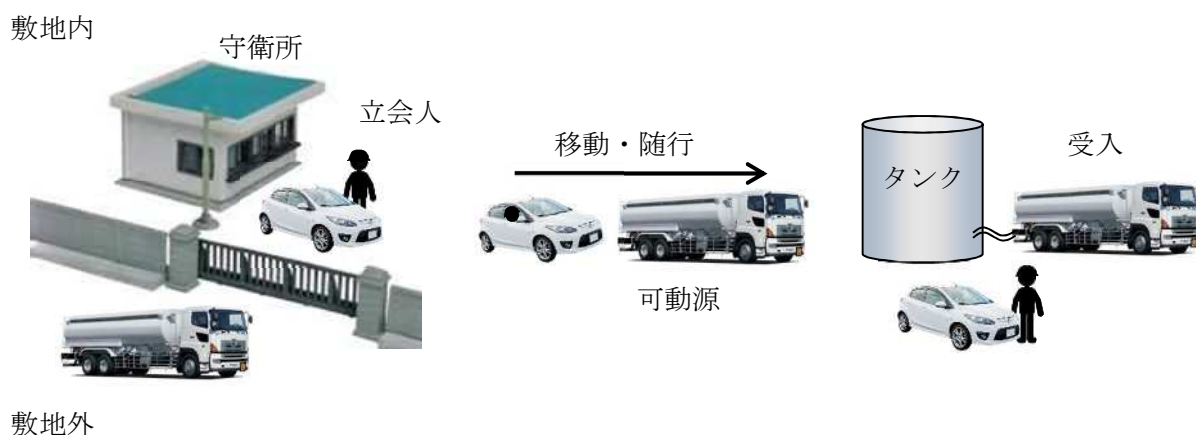 敷地内
守衛所
立会人
移動・随行
可動源
タンク
受入
敷地外